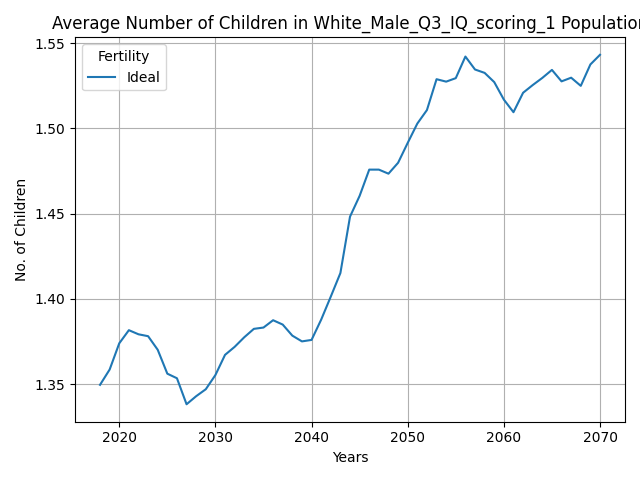 Average Number of Children in White_Male_Q3_IQ_scoring_1 Population
Fertility
Ideal
No. of Children
1.55
1.50
1.45
1.40
1.35
2020 2030 2040 2050 2060 2070
Years